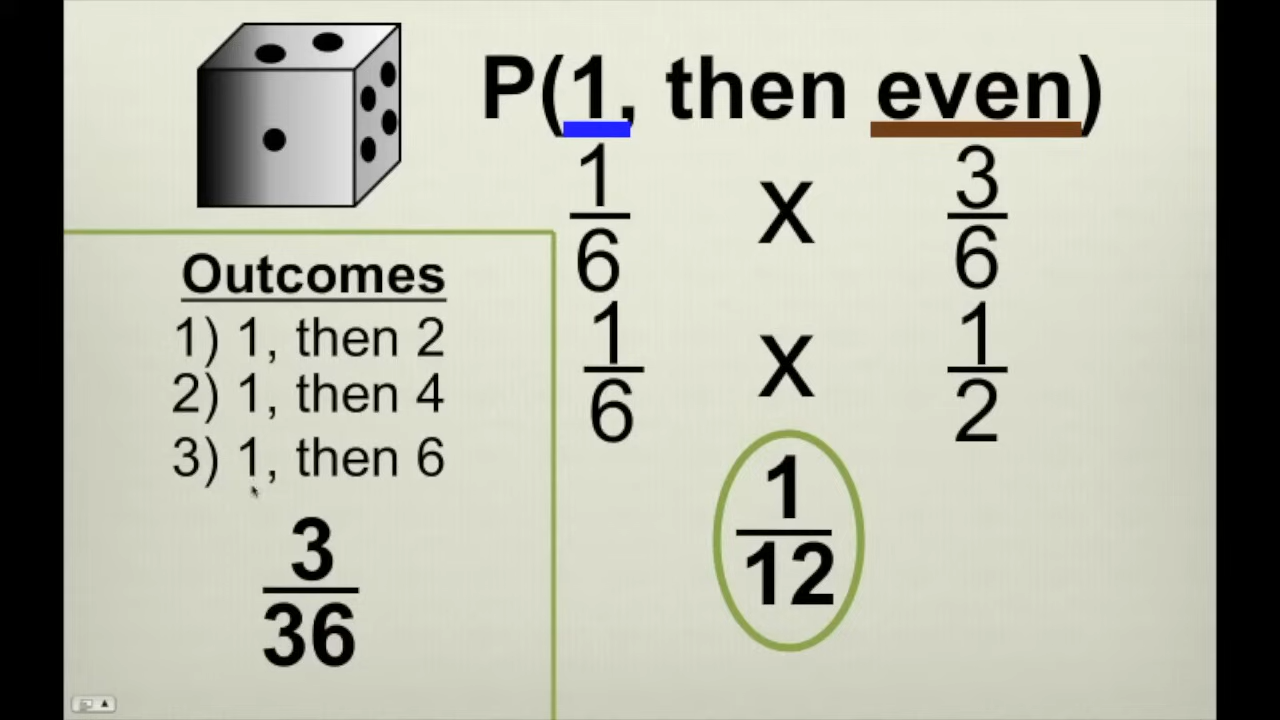 P(1, then even)
1/6 x 3/6
1/6 x 1/2
1/12
Outcomes
1) 1, then 2
2) 1, then 4
3) 1, then 6
3/36